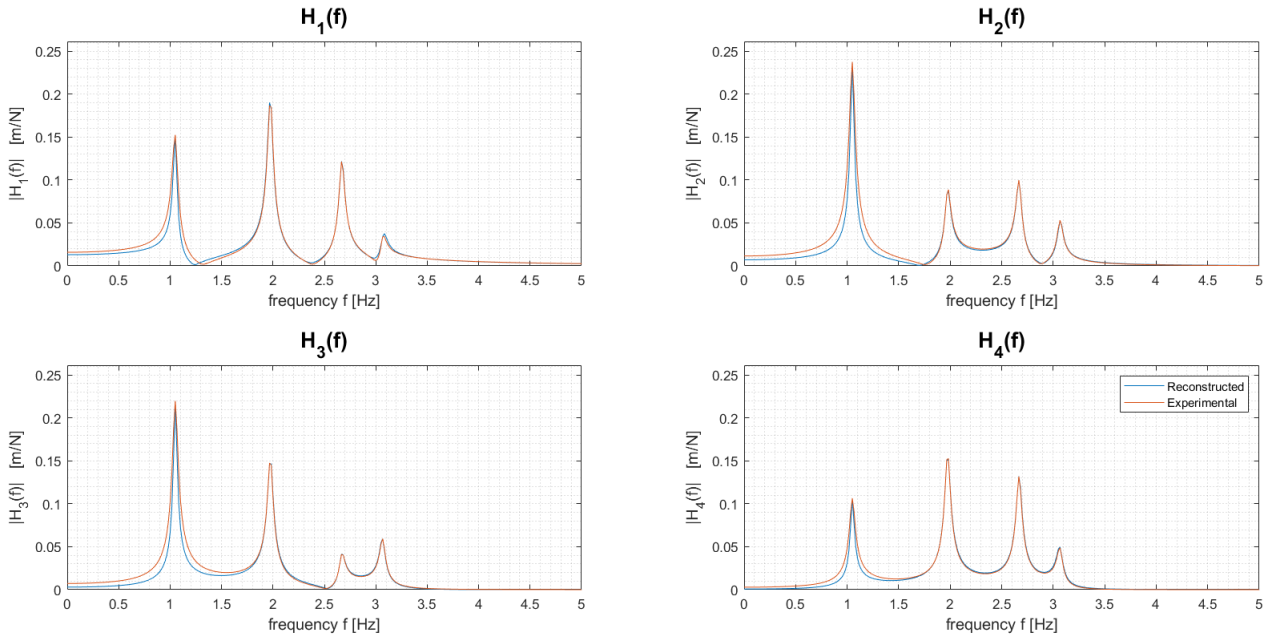 H1(f)
0.25
0.2
0.15
0.1
0.05
0
|H1(f)| [m/N]
0 0.5 1 1.5 2 2.5 3 3.5 4 4.5 5
frequency f [Hz]
H2(f)
0.25
0.2
0.15
0.1
0.05
0
|H2(f)| [m/N]
0 0.5 1 1.5 2 2.5 3 3.5 4 4.5 5
frequency f [Hz]
H3(f)
0.25
0.2
0.15
0.1
0.05
0
|H3(f)| [m/N]
0 0.5 1 1.5 2 2.5 3 3.5 4 4.5 5
frequency f [Hz]
H4(f)
0.25
0.2
0.15
0.1
0.05
0
|H4(f)| [m/N]
Reconstructed
Experimental
0 0.5 1 1.5 2 2.5 3 3.5 4 4.5 5
frequency f [Hz]